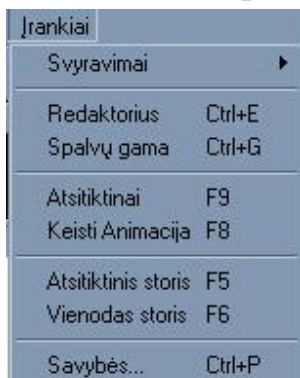 Įrankiai
Svyravimai
Redaktorius Ctrl+E
Spalvų gama Ctrl+G
Atsitiktinai F9
Keisti Animacija F8
Atsitiktinis storis F5
Vienodas storis F6
Savybės... Ctrl+P